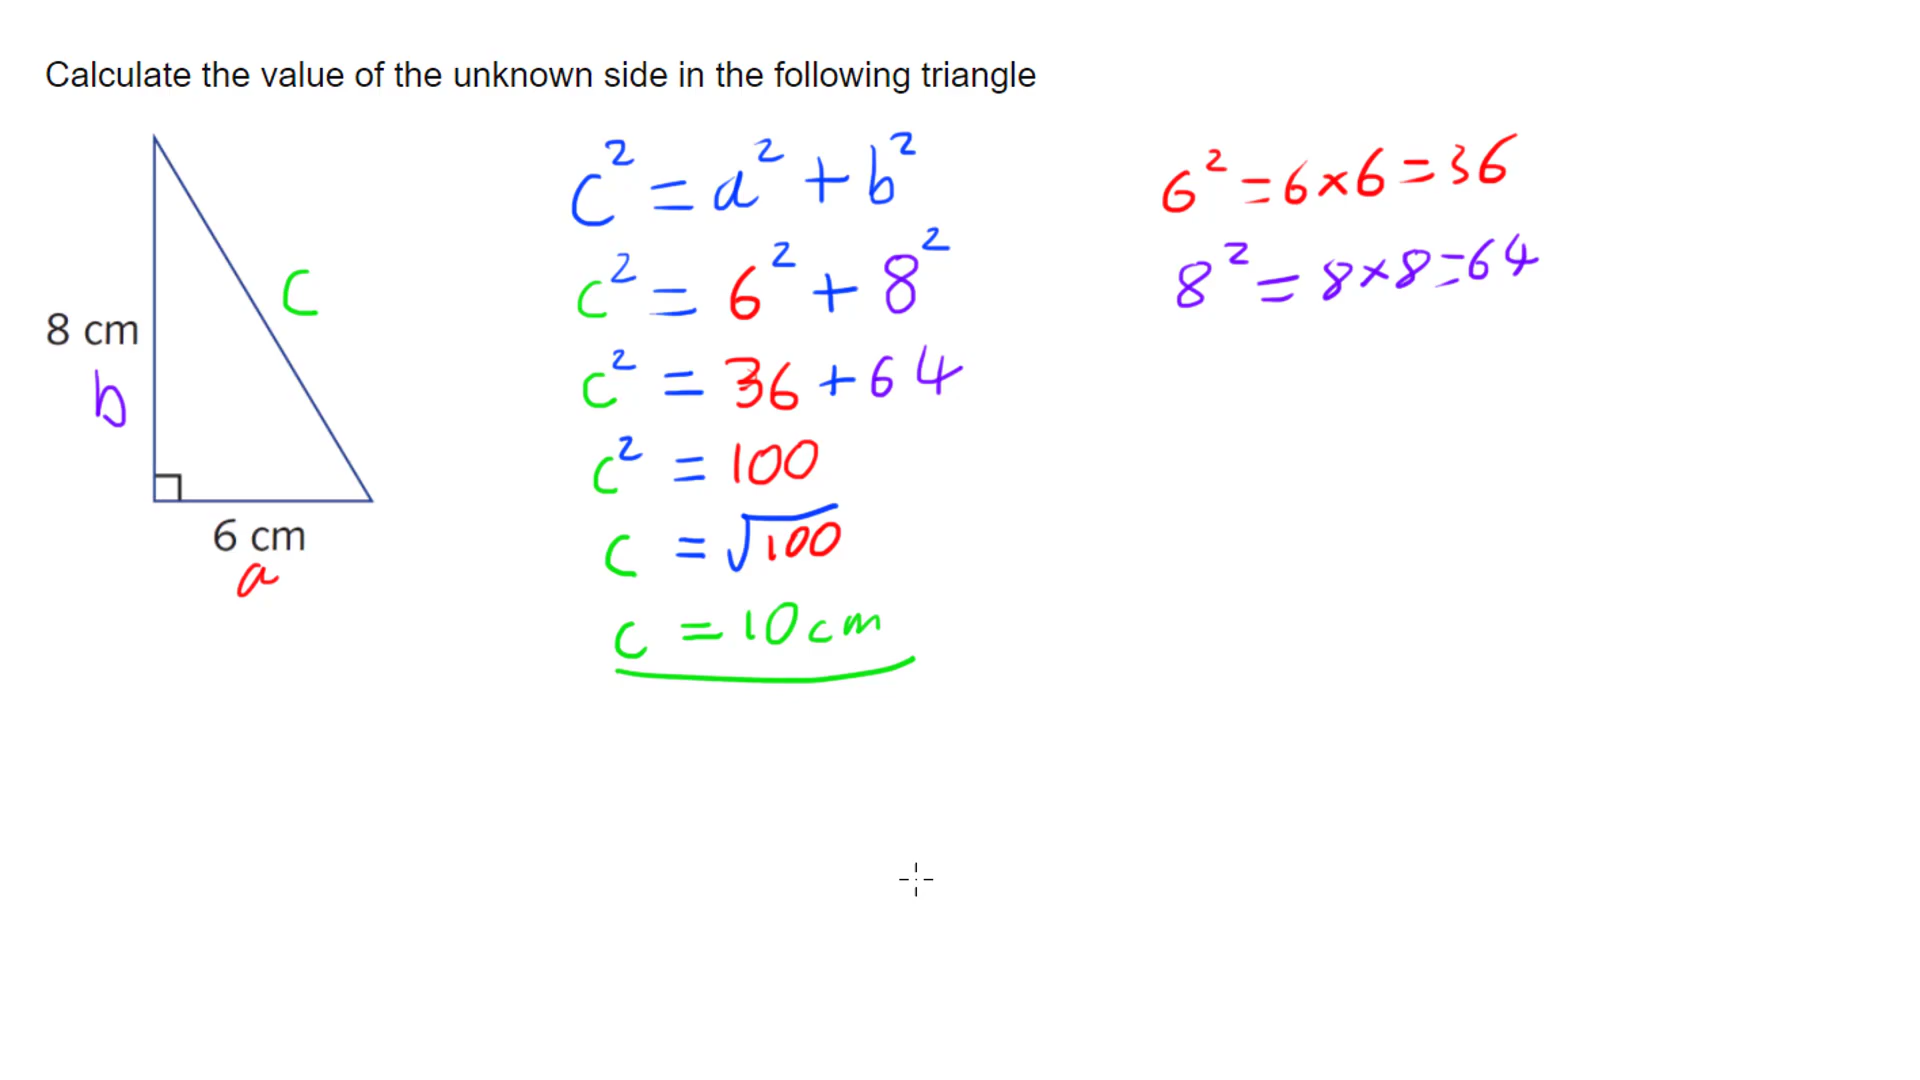 Calculate the value of the unknown side in the following triangle
8 cm
b
c
6 cm
a
c² = a² + b²
c² = 6² + 8²
c² = 36 + 64
c² = 100
c = √100
c = 10cm
6² = 6×6 = 36
8² = 8×8 = 64